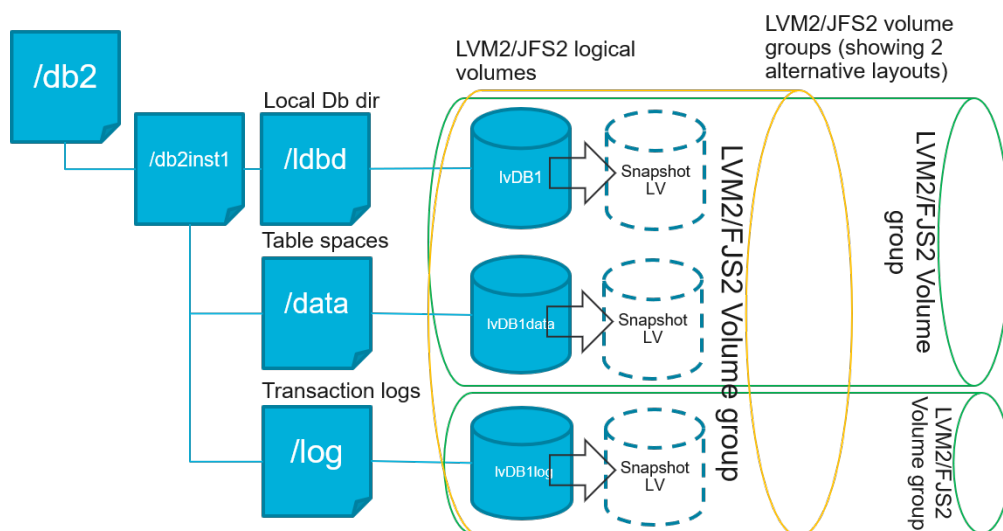 LVM2/JFS2 logical
volumes
LVM2/JFS2 volume
groups (showing 2
alternative layouts)
/db2
/db2inst1
Local Db dir
/ldbd
lvDB1
Snapshot
LV
Table spaces
/data
lvDB1data
Snapshot
LV
Transaction logs
/log
lvDB1log
Snapshot
LV
LVM2/FJS2 Volume group
LVM2/FJS2 Volume
group
LVM2/FJS2
Volume group